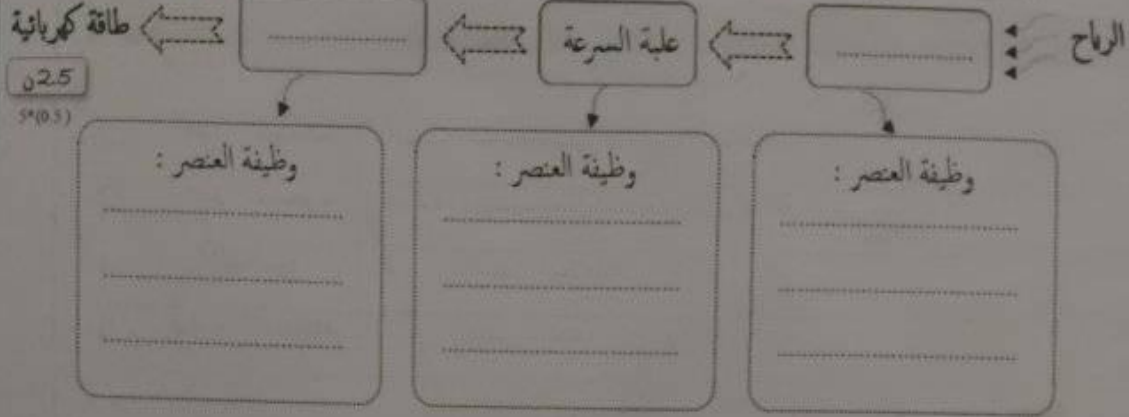 الرياح
.....................
علبة السرعة
.....................
طاقة كهربائية
2.5ن
5*(0.5)
وظيفة العنصر :
وظيفة العنصر :
وظيفة العنصر :